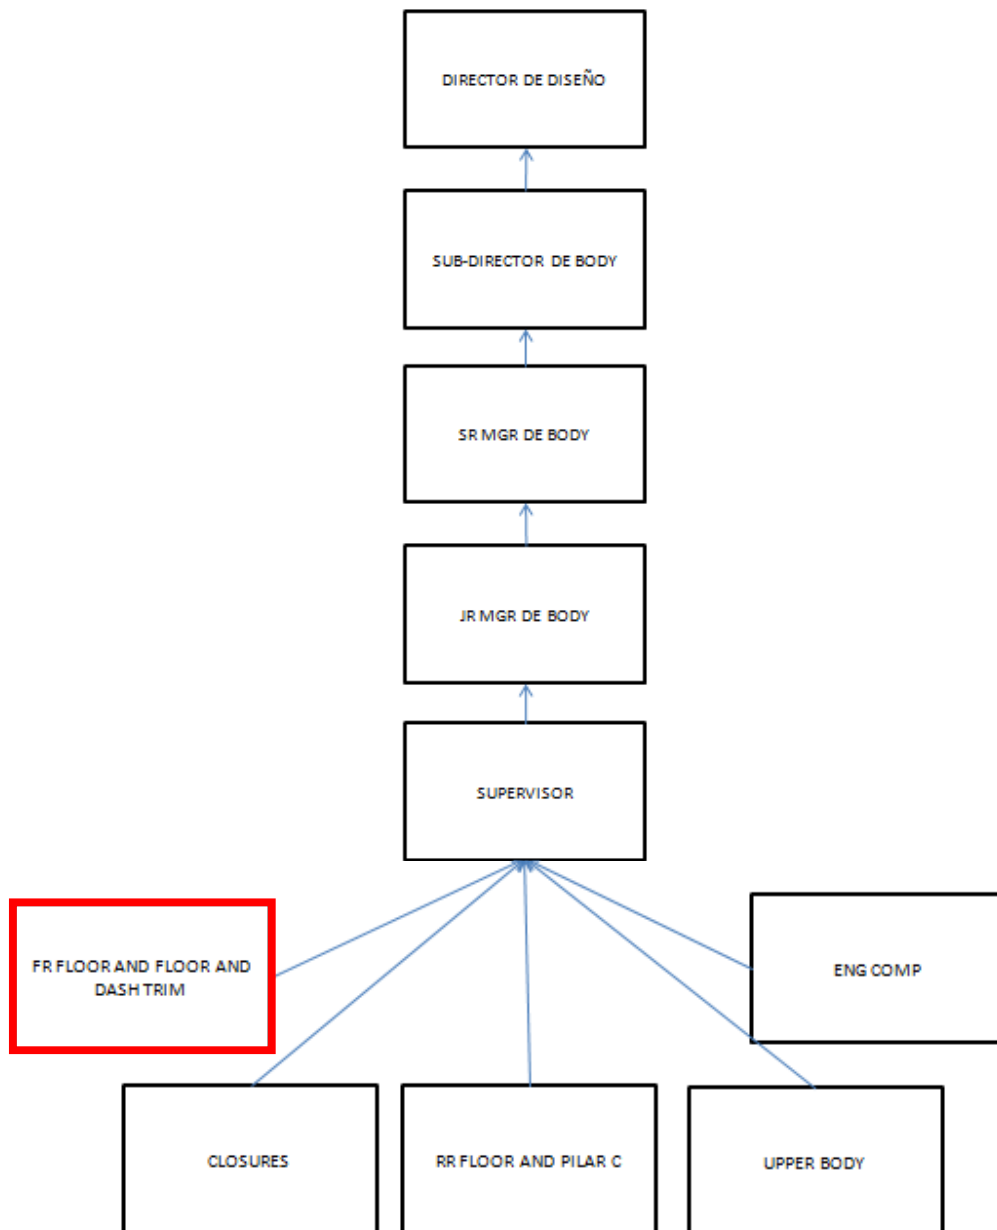 DIRECTOR DE DISEÑO
SUB-DIRECTOR DE BODY
SR MGR DE BODY
JR MGR DE BODY
SUPERVISOR
FR FLOOR AND FLOOR AND
DASH TRIM
ENG COMP
CLOSURES
RR FLOOR AND PILAR C
UPPER BODY